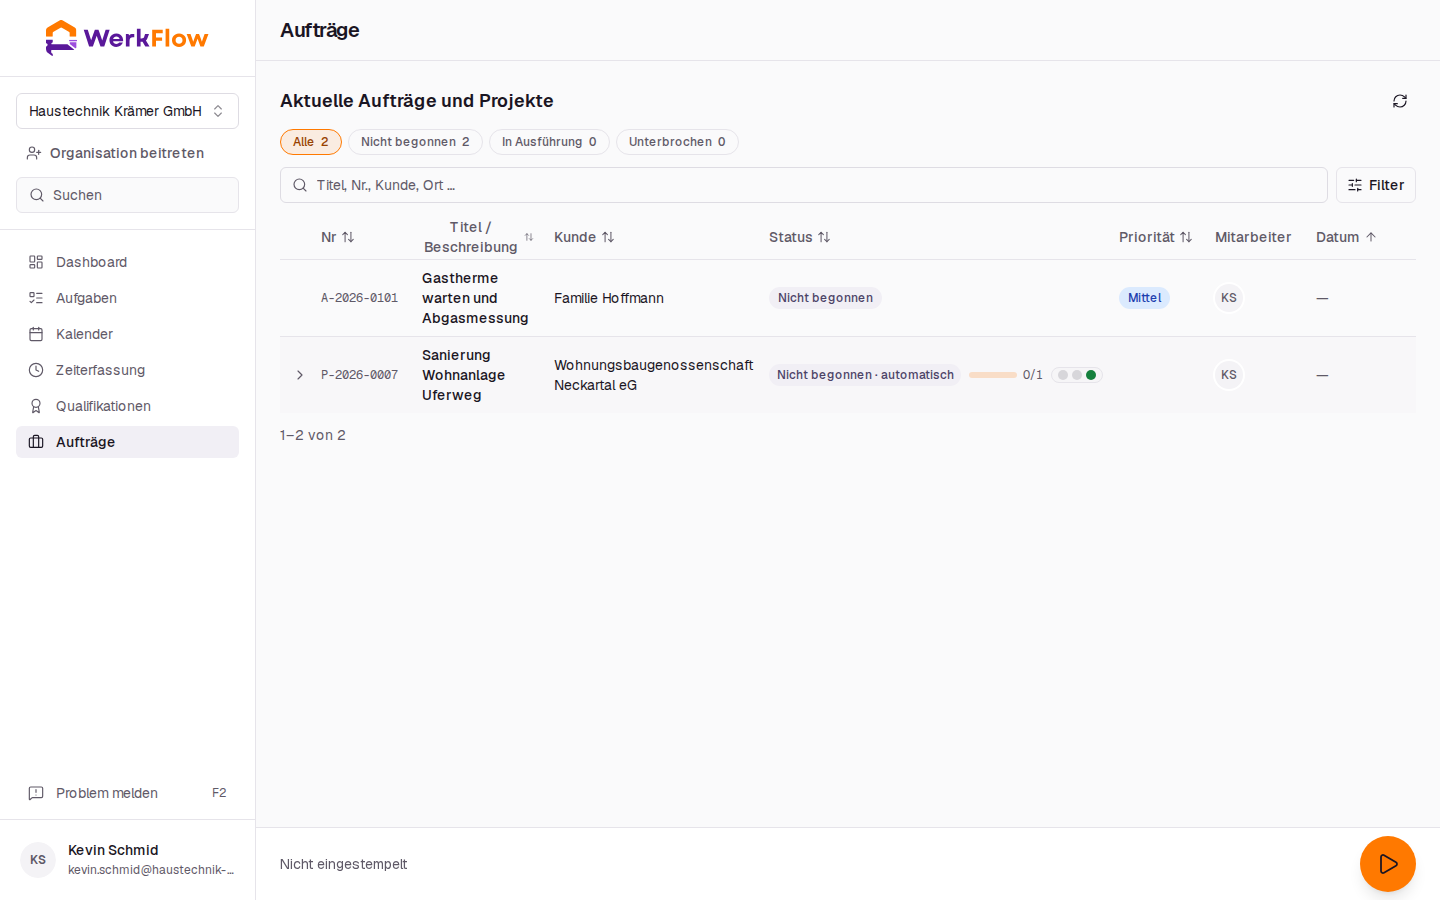 WerkFlow
Haustechnik Krämer GmbH
Organisation beitreten
Suchen
Dashboard
Aufgaben
Kalender
Zeiterfassung
Qualifikationen
Aufträge
Problem melden F2
KS
Kevin Schmid
kevin.schmid@haustechnik-...
Aufträge
Aktuelle Aufträge und Projekte
Alle 2 Nicht begonnen 2 In Ausführung 0 Unterbrochen 0
Titel, Nr., Kunde, Ort ...
Filter
Nr Titel / Beschreibung Kunde Status Priorität Mitarbeiter Datum
A-2026-0101 Gastherme warten und Abgasmessung Familie Hoffmann Nicht begonnen Mittel KS —
P-2026-0007 Sanierung Wohnanlage Uferweg Wohnungsbaugenossenschaft Neckartal eG Nicht begonnen · automatisch 0/1 KS —
1–2 von 2
Nicht eingestempelt